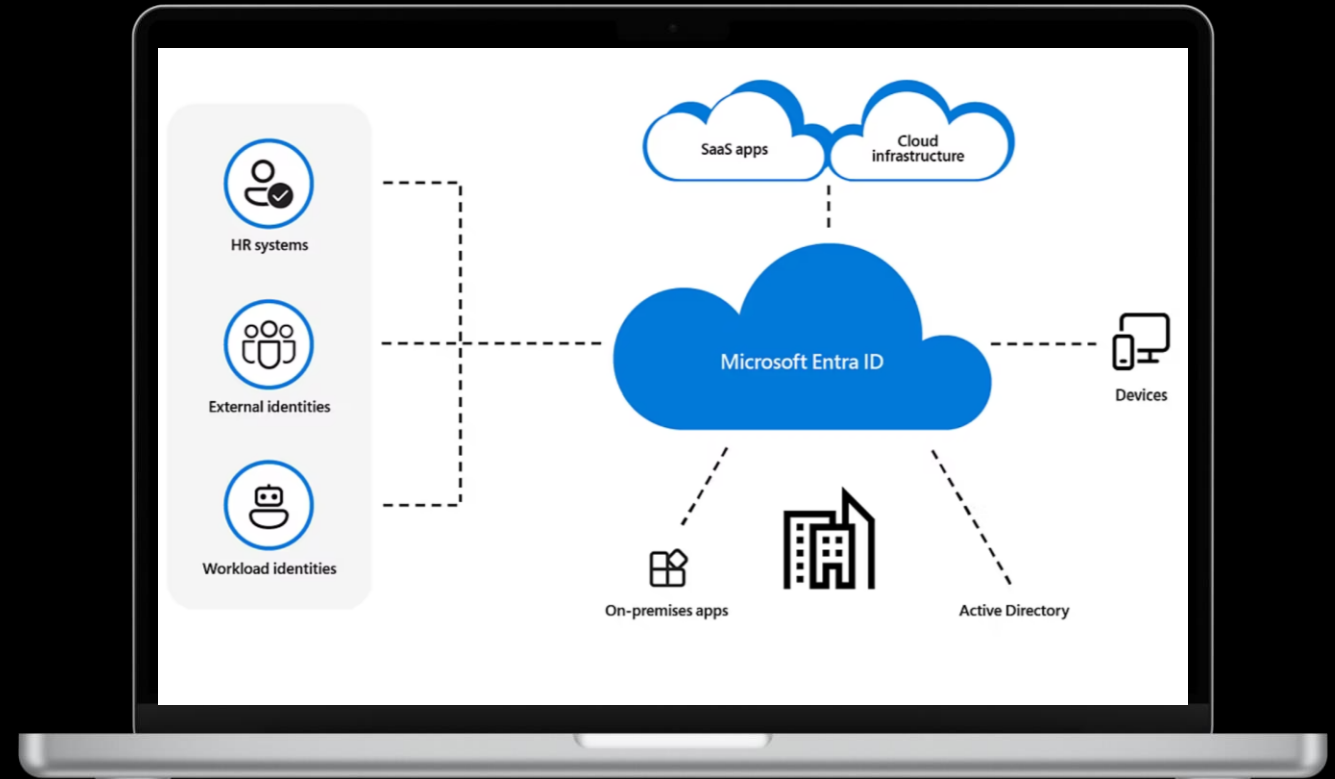 SaaS apps
Cloud
infrastructure
HR systems
Microsoft Entra ID
External identities
Devices
Workload identities
On-premises apps
Active Directory